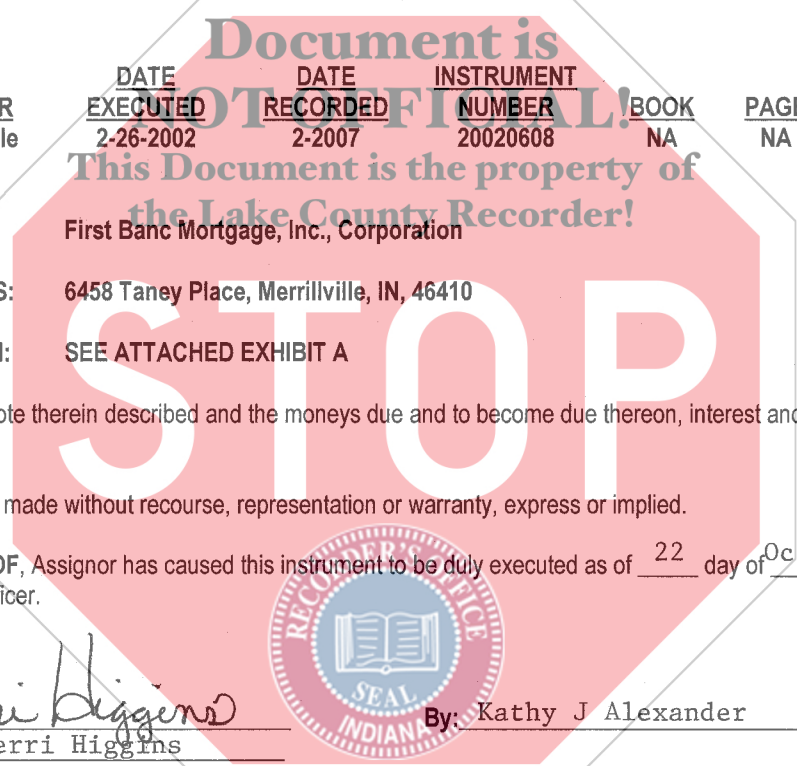 Document is
DATE DATE INSTRUMENT
R EXECUTED RECORDED NUMBER BOOK PAG
NOT OFFICIAL!
le 2-26-2002 2-2007 20020608 NA NA
This Document is the property of
the Lake County Recorder!
First Banc Mortgage, Inc., Corporation
S: 6458 Taney Place, Merrillville, IN, 46410
: SEE ATTACHED EXHIBIT A
STOP
ote therein described and the moneys due and to become due thereon, interest and
made without recourse, representation or warranty, express or implied.
OF, Assignor has caused this instrument to be duly executed as of 22 day of Oc
icer.
RECORDER'S OFFICE
SEAL
INDIANA
i Higgins
By: Kathy J Alexander
erri Higgins